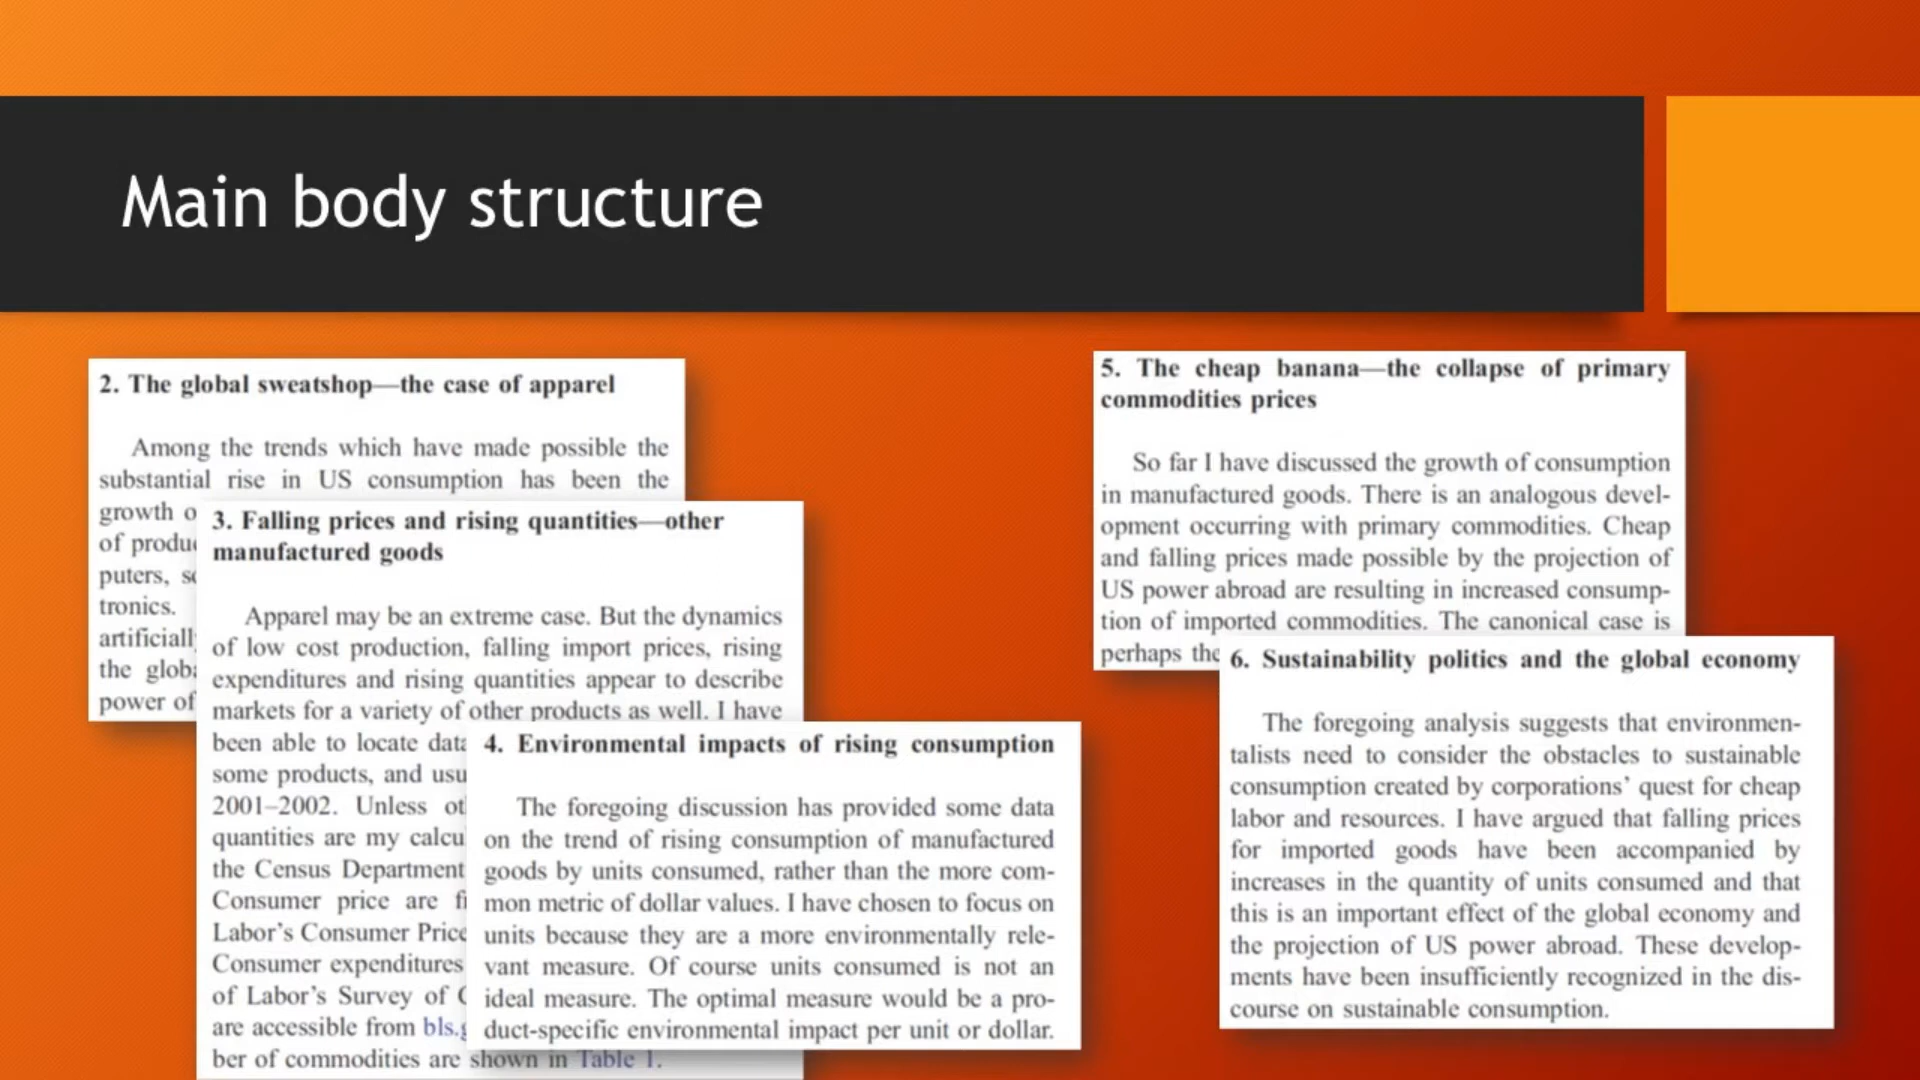 Main body structure
2. The global sweatshop—the case of apparel
Among the trends which have made possible the
substantial rise in US consumption has been the
growth
of
puters,
tronics.
the
power of
3. Falling prices and rising quantities—other
manufactured goods
Apparel may be an extreme case. But the dynamics
of low cost production, falling import prices, rising
expenditures and rising quantities appear to describe
markets for a variety of other products as well. I have
been able to locate data
some products, and
2001–2002. Unless
quantities are my
the Census Department
Consumer price are
Labor's Consumer Price
Consumer expenditures
of Labor's Survey of
are accessible from
ber of commodities are shown in Table 1.
4. Environmental impacts of rising consumption
The foregoing discussion has provided some data
on the trend of rising consumption of manufactured
goods by units consumed, rather than the more com-
mon metric of dollar values. I have chosen to focus on
units because they are a more environmentally rele-
vant measure. Of course units consumed is not an
ideal measure. The optimal measure would be a pro-
duct-specific environmental impact per unit or dollar.
5. The cheap banana—the collapse of primary
commodities prices
So far I have discussed the growth of consumption
in manufactured goods. There is an analogous devel-
opment occurring with primary commodities. Cheap
and falling prices made possible by the projection of
US power abroad are resulting in increased consump-
tion of imported commodities. The canonical case is
perhaps the
6. Sustainability politics and the global economy
The foregoing analysis suggests that environmen-
talists need to consider the obstacles to sustainable
consumption created by corporations' quest for cheap
labor and resources. I have argued that falling prices
for imported goods have been accompanied by
increases in the quantity of units consumed and that
this is an important effect of the global economy and
the projection of US power abroad. These develop-
ments have been insufficiently recognized in the dis-
course on sustainable consumption.